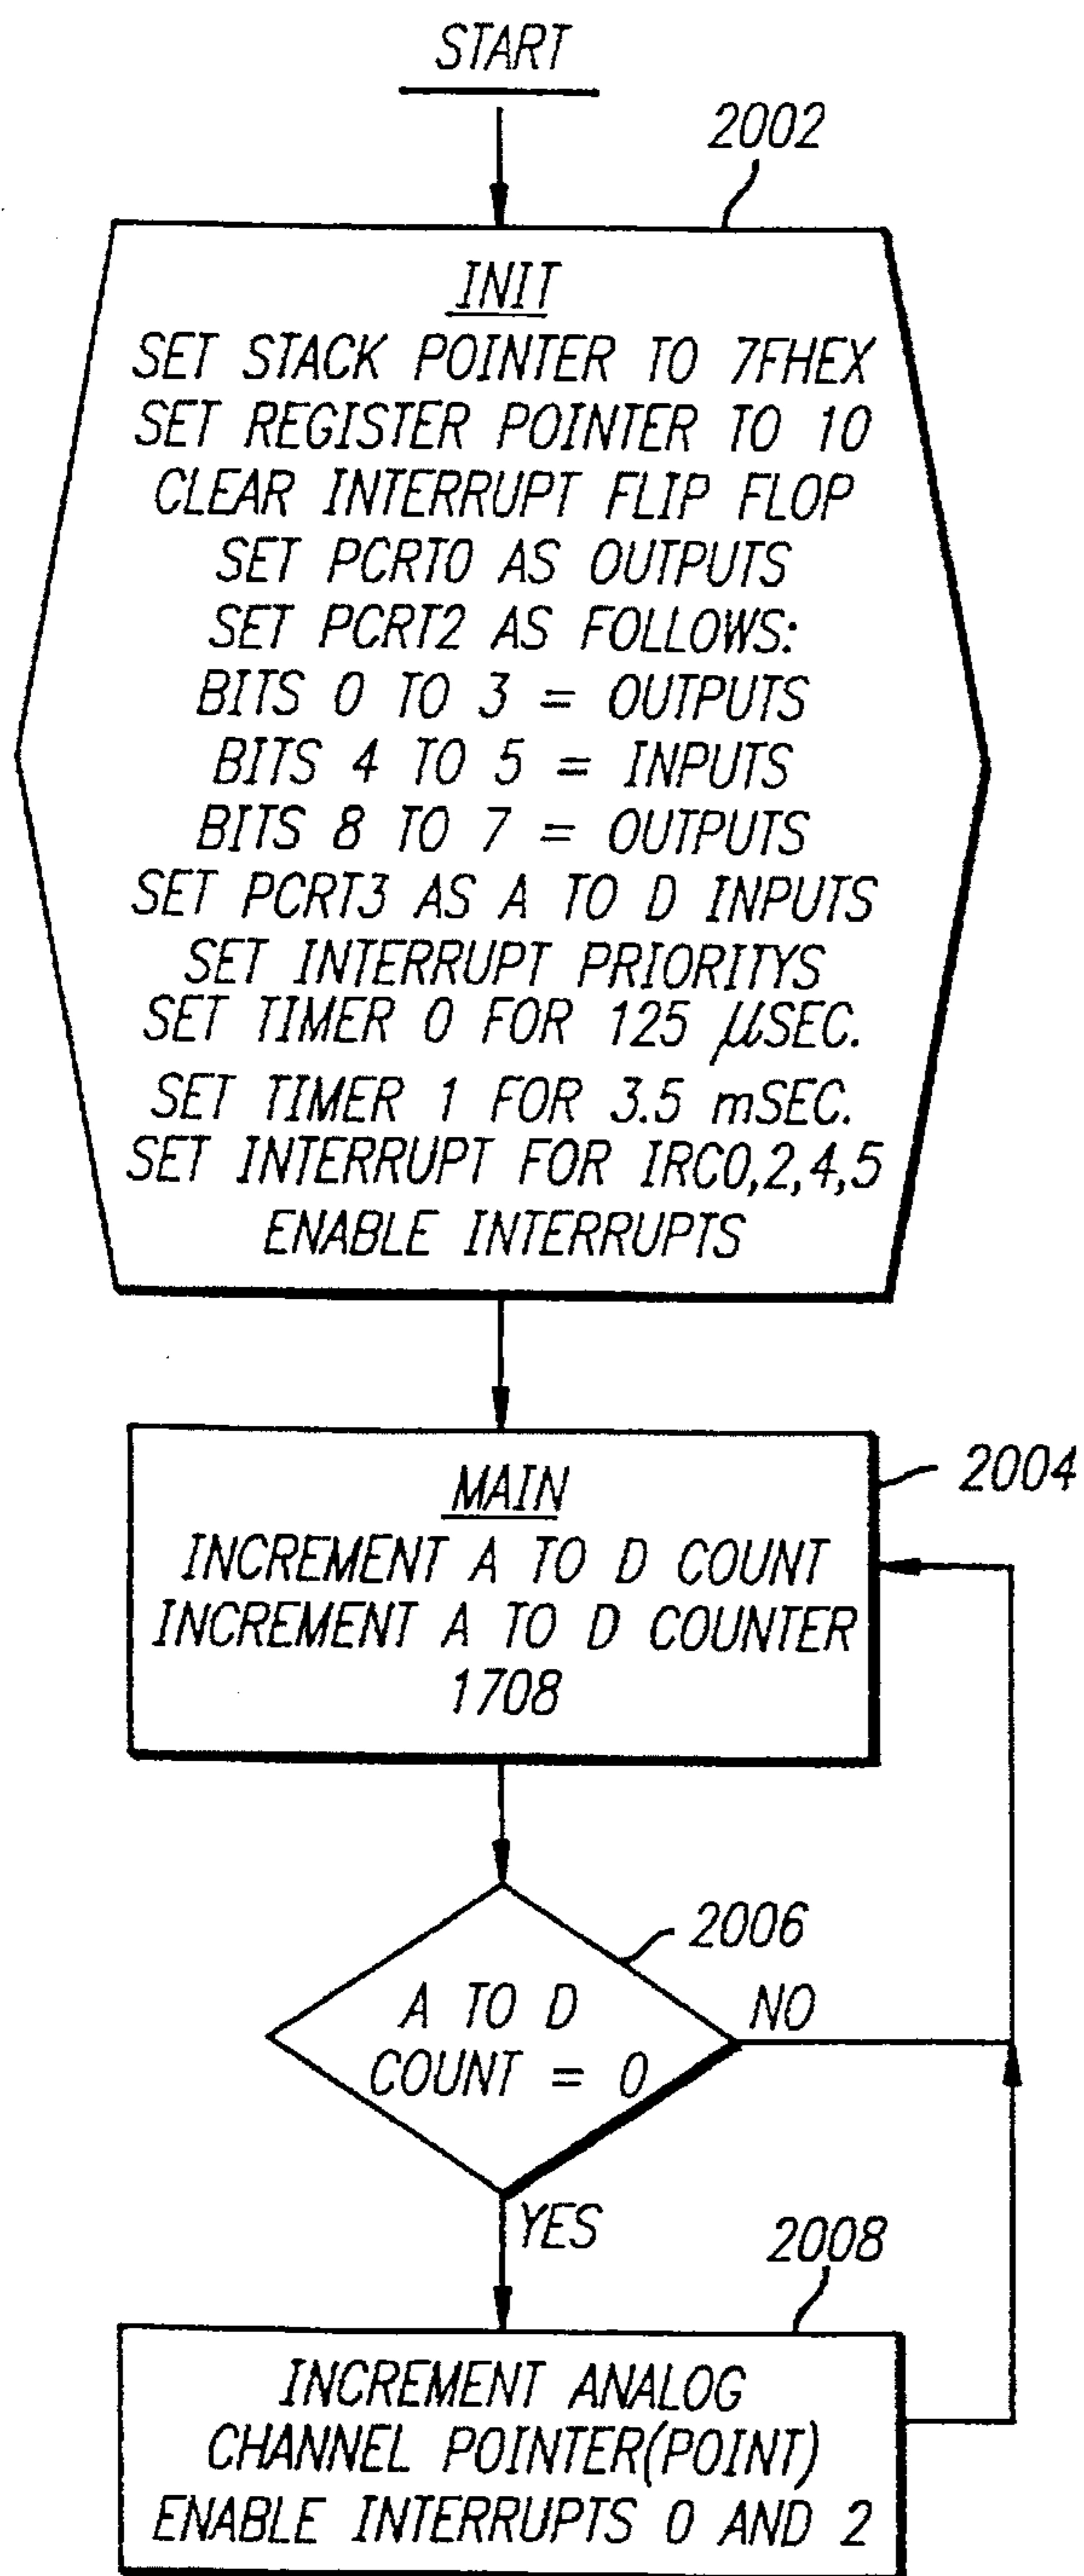 START
2002
INIT
SET STACK POINTER TO 7FHEX
SET REGISTER POINTER TO 10
CLEAR INTERRUPT FLIP FLOP
SET PCRT0 AS OUTPUTS
SET PCRT2 AS FOLLOWS:
BITS 0 TO 3 = OUTPUTS
BITS 4 TO 5 = INPUTS
BITS 8 TO 7 = OUTPUTS
SET PCRT3 AS A TO D INPUTS
SET INTERRUPT PRIORITYS
SET TIMER 0 FOR 125 μSEC.
SET TIMER 1 FOR 3.5 mSEC.
SET INTERRUPT FOR IRC0,2,4,5
ENABLE INTERRUPTS
MAIN
2004
INCREMENT A TO D COUNT
INCREMENT A TO D COUNTER
1708
2006
A TO D
COUNT = 0
NO
YES
2008
INCREMENT ANALOG
CHANNEL POINTER(POINT)
ENABLE INTERRUPTS 0 AND 2